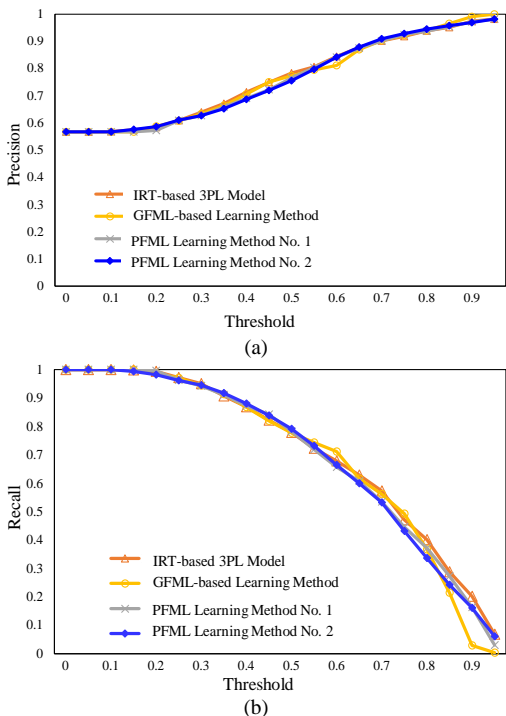 1
0.9
0.8
0.7
0.6
0.5
0.4
0.3
0.2
0.1
0
Precision
IRT-based 3PL Model
GFML-based Learning Method
PFML Learning Method No. 1
PFML Learning Method No. 2
0 0.1 0.2 0.3 0.4 0.5 0.6 0.7 0.8 0.9
Threshold
(a)
1
0.9
0.8
0.7
0.6
0.5
0.4
0.3
0.2
0.1
0
Recall
IRT-based 3PL Model
GFML-based Learning Method
PFML Learning Method No. 1
PFML Learning Method No. 2
0 0.1 0.2 0.3 0.4 0.5 0.6 0.7 0.8 0.9
Threshold
(b)